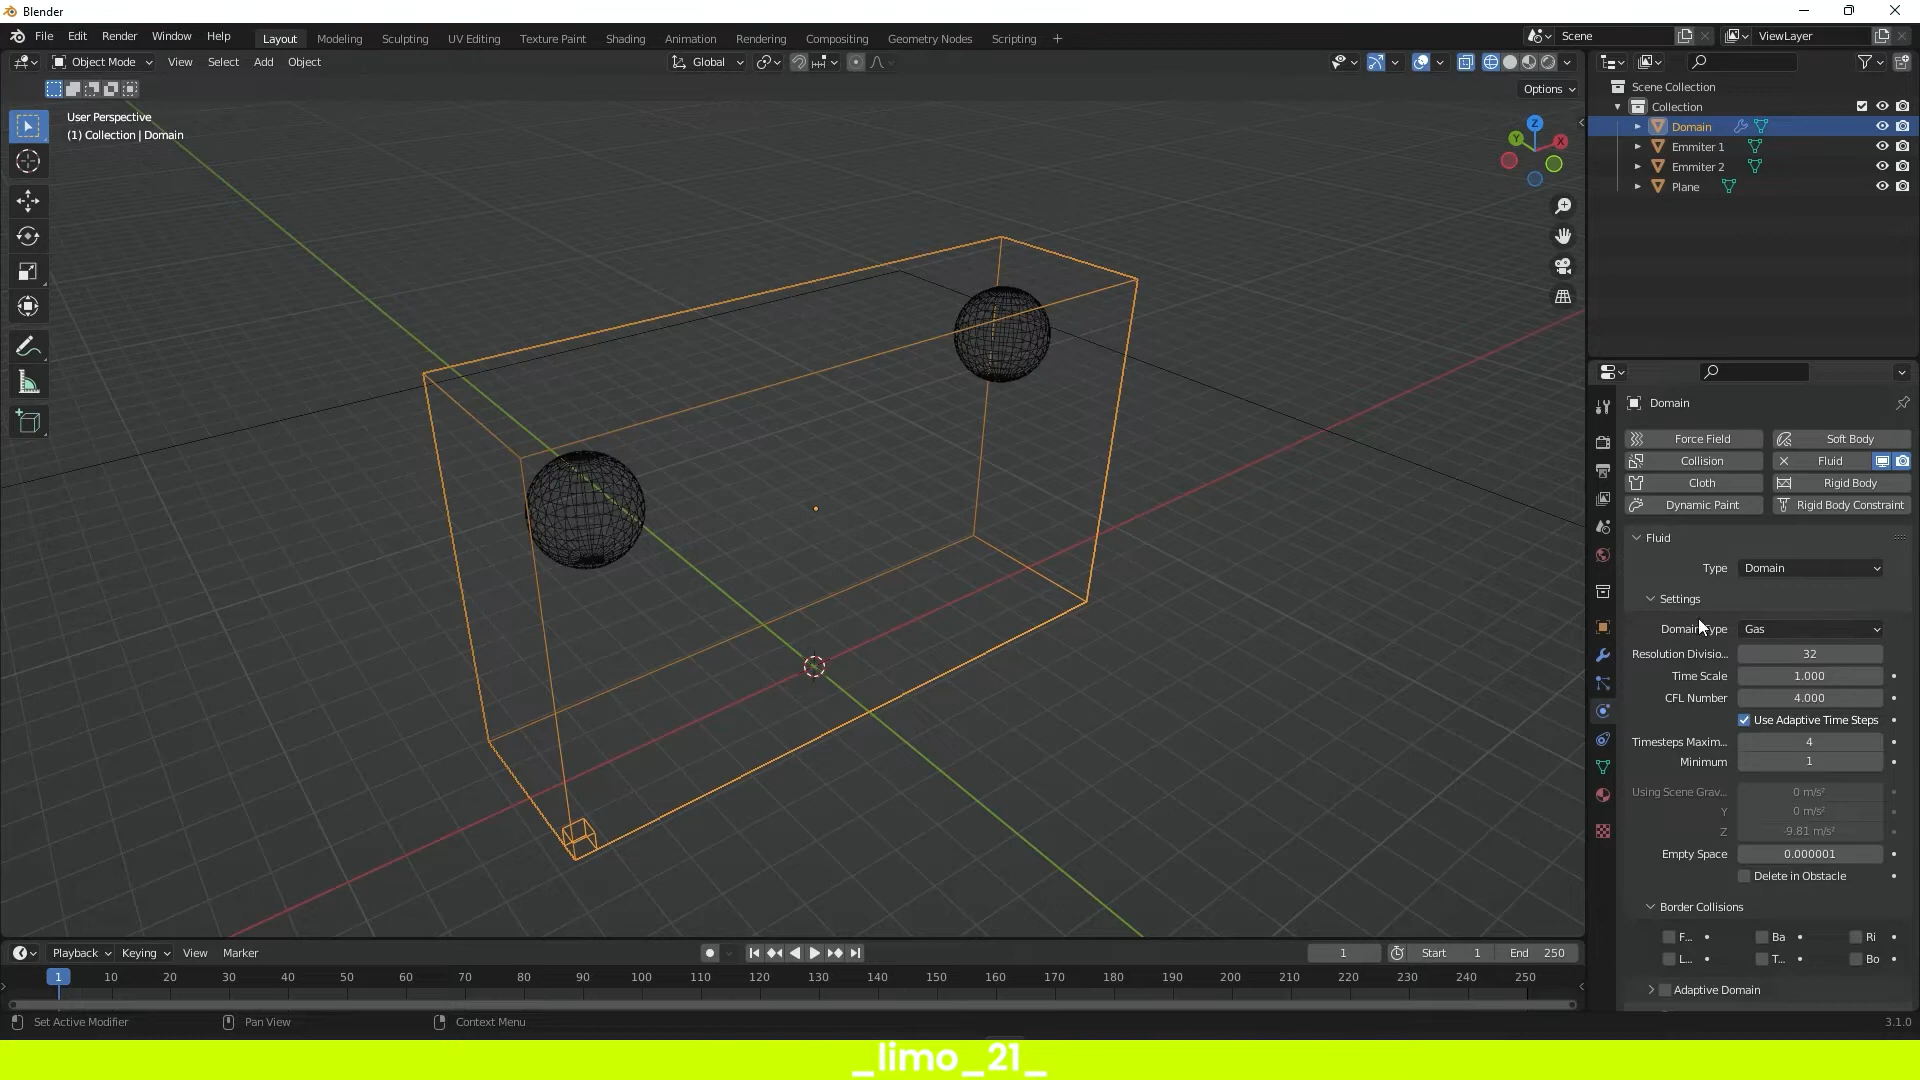 Blender
File Edit Render Window Help
Layout Modeling Sculpting UV Editing Texture Paint Shading Animation Rendering Compositing Geometry Nodes Scripting +
Scene
ViewLayer
Object Mode View Select Add Object
Global
Options
User Perspective
(1) Collection | Domain
Z
Y
X
Scene Collection
Collection
Domain
Emmiter 1
Emmiter 2
Plane
Domain
Force Field Soft Body
Collision Fluid
Cloth Rigid Body
Dynamic Paint Rigid Body Constraint
Fluid
Type Domain
Settings
Domain Type Gas
Resolution Divisio... 32
Time Scale 1.000
CFL Number 4.000
Use Adaptive Time Steps
Timesteps Maxim... 4
Minimum 1
Using Scene Grav... 0 m/s²
Y 0 m/s²
Z -9.81 m/s²
Empty Space 0.000001
Delete in Obstacle
Border Collisions
F... Ba Ri
L... T... Bo
Adaptive Domain
Playback Keying View Marker
1 Start 1 End 250
1 10 20 30 40 50 60 70 80 90 100 110 120 130 140 150 160 170 180 190 200 210 220 230 240 250
Set Active Modifier Pan View Context Menu
3.1.0
_limo_21_